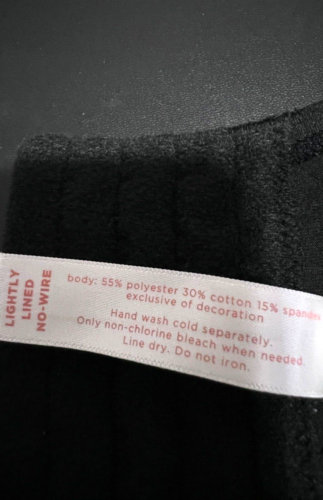 LIGHTLY
LINED
NO-WIRE
body: 55% polyester 30% cotton 15%
exclusive of decoration
Hand wash cold separately.
Only non-chlorine bleach when needed.
Line dry. Do not iron.